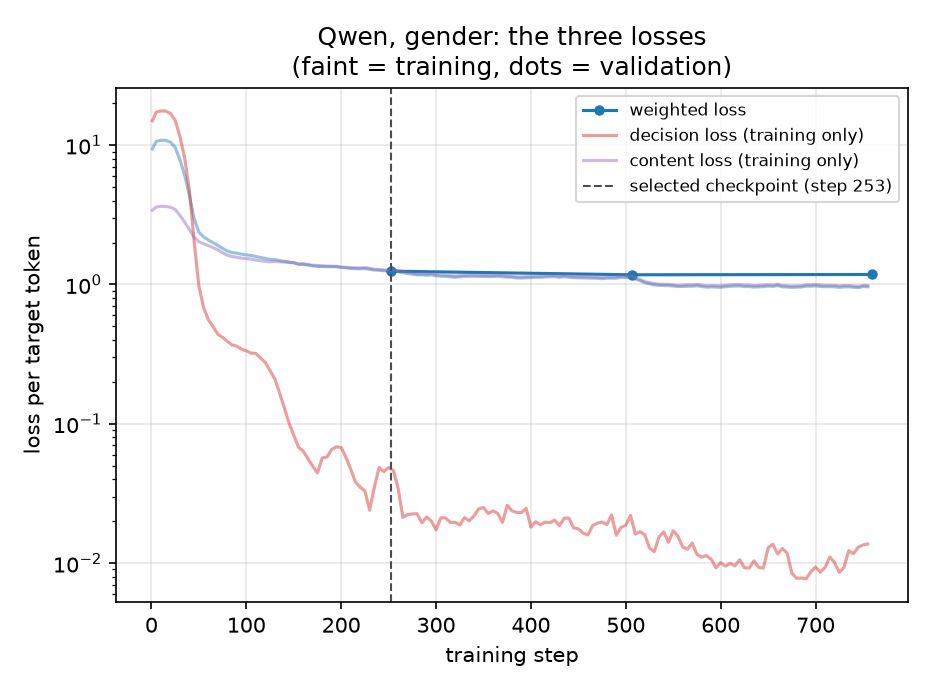 Qwen, gender: the three losses
(faint = training, dots = validation)
weighted loss
decision loss (training only)
content loss (training only)
selected checkpoint (step 253)
loss per target token
10¹
10⁰
10⁻¹
10⁻²
0 100 200 300 400 500 600 700
training step